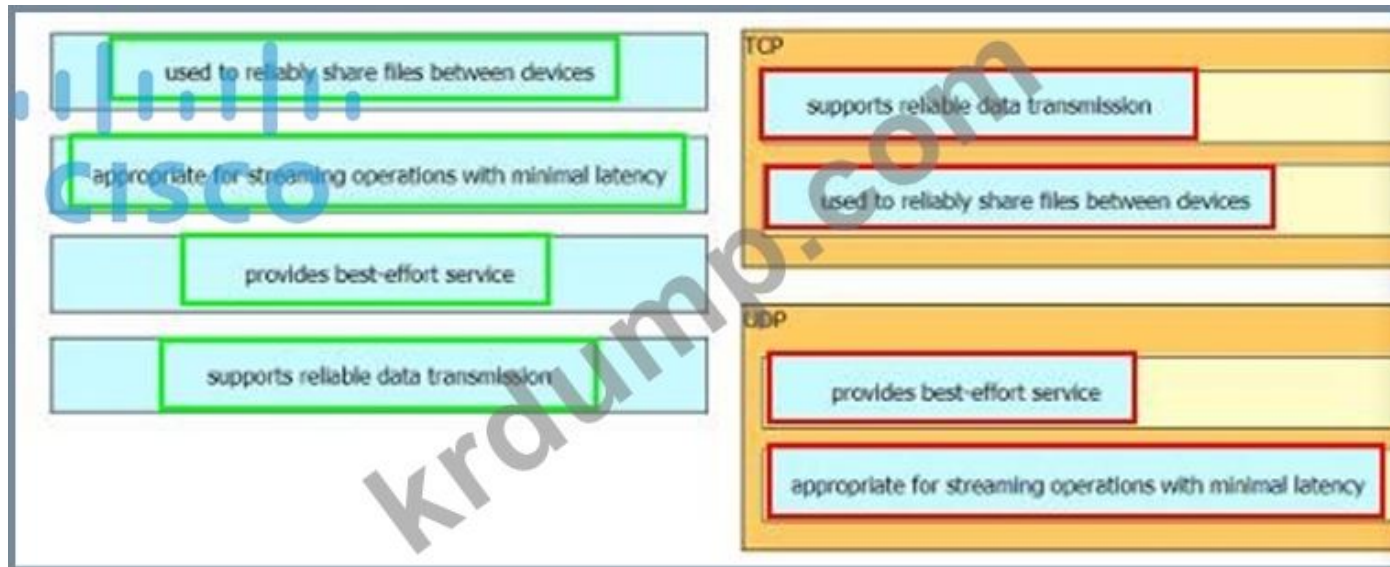 used to reliably share files between devices
appropriate for streaming operations with minimal latency
provides best-effort service
supports reliable data transmission
CISCO
TCP
supports reliable data transmission
used to reliably share files between devices
UDP
provides best-effort service
appropriate for streaming operations with minimal latency
krdump.com